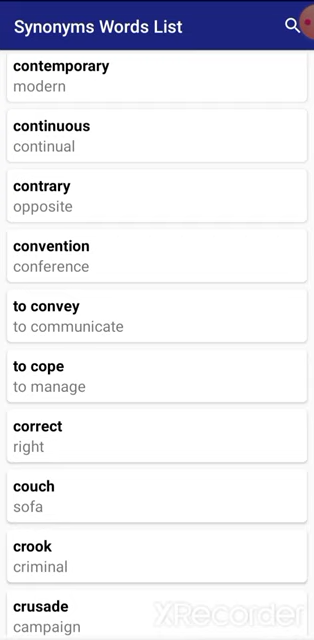 Synonyms Words List
contemporary
modern
continuous
continual
contrary
opposite
convention
conference
to convey
to communicate
to cope
to manage
correct
right
couch
sofa
crook
criminal
crusade
campaign
XRecorder